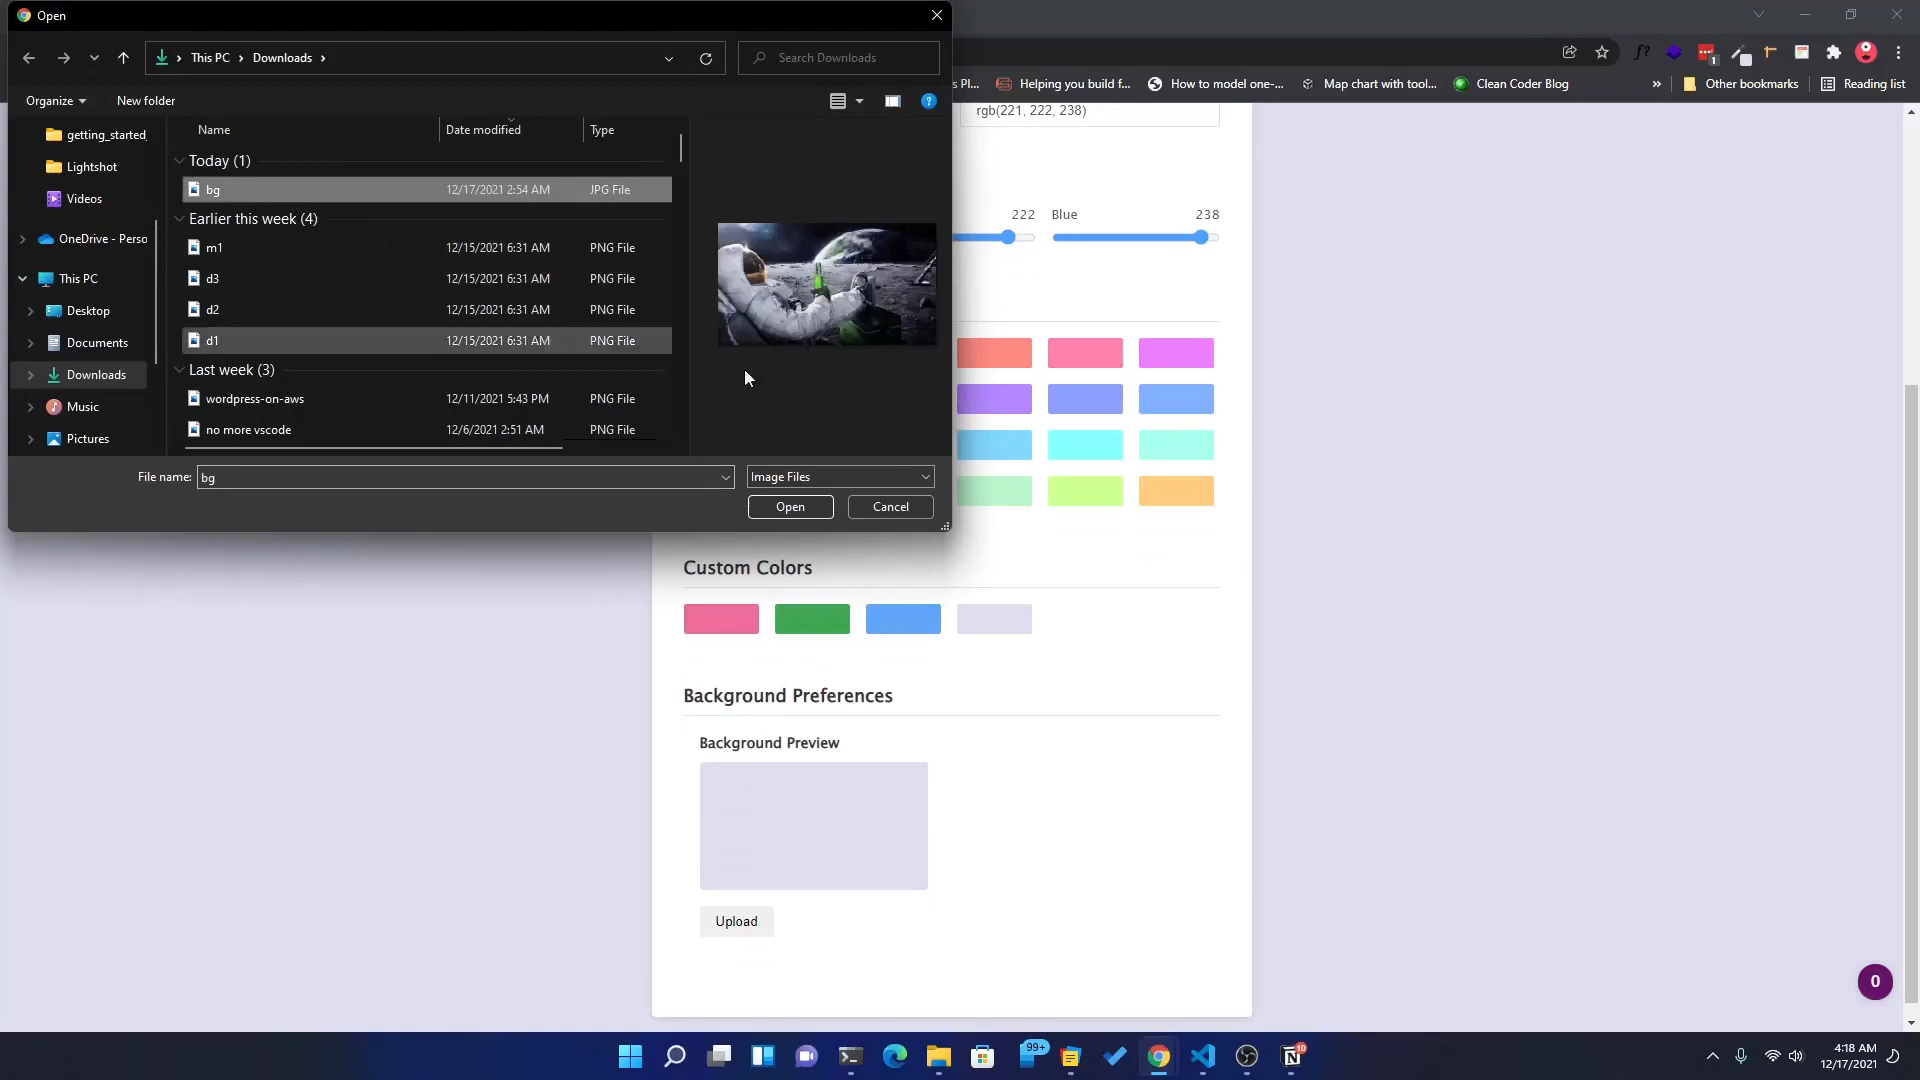 Open
This PC
Downloads
Search Downloads
Organize
New folder
Name
Date modified
Type
getting_started_
Lightshot
Videos
OneDrive - Perso
This PC
Desktop
Documents
Downloads
Music
Pictures
Today (1)
bg 12/17/2021 2:54 AM JPG File
Earlier this week (4)
m1 12/15/2021 6:31 AM PNG File
d3 12/15/2021 6:31 AM PNG File
d2 12/15/2021 6:31 AM PNG File
d1 12/15/2021 6:31 AM PNG File
Last week (3)
wordpress-on-aws 12/11/2021 5:43 PM PNG File
no more vscode 12/6/2021 2:51 AM PNG File
File name: bg
Image Files
Open
Cancel
f?
1
s Pl...
Helping you build f...
How to model one-...
Map chart with tool...
Clean Coder Blog
»
Other bookmarks
Reading list
rgb(221, 222, 238)
222
Blue 238
Custom Colors
Background Preferences
Background Preview
Upload
0
99+
10
4:18 AM
12/17/2021